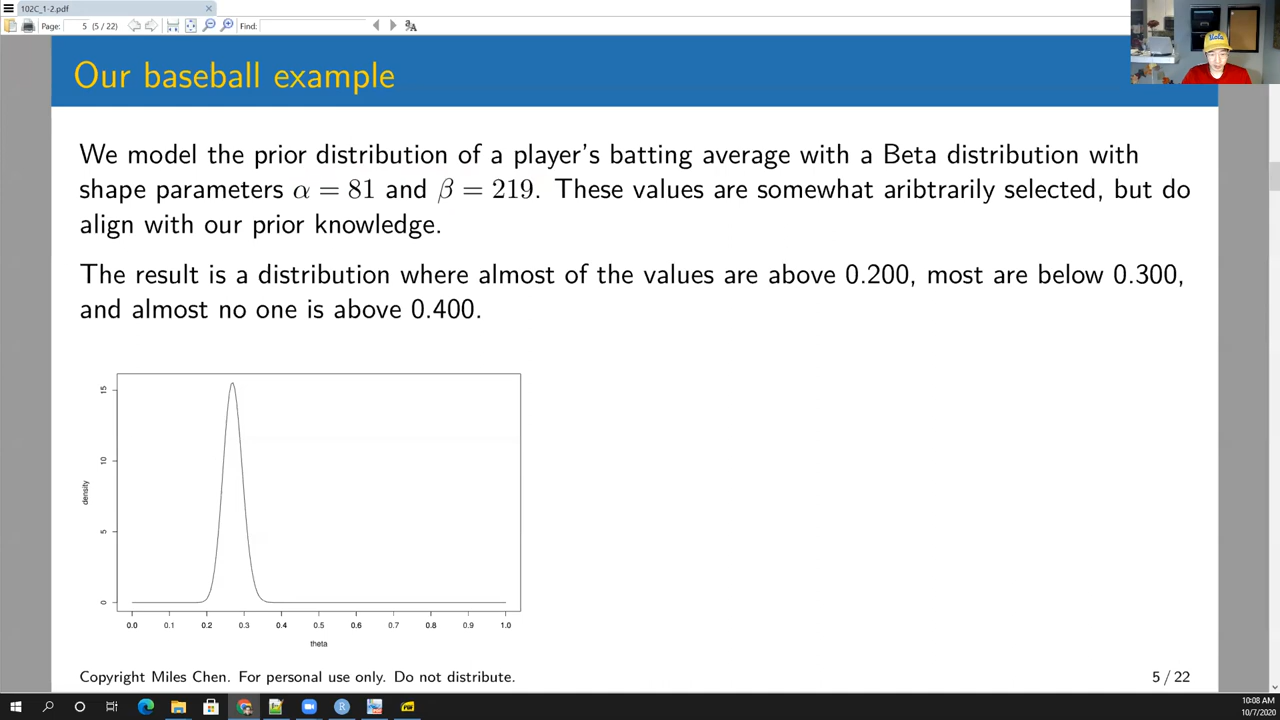 102C_1-2.pdf
Page: 5 (5 / 22) Find:
Our baseball example
We model the prior distribution of a player's batting average with a Beta distribution with
shape parameters α = 81 and β = 219. These values are somewhat aribtrarily selected, but do
align with our prior knowledge.
The result is a distribution where almost of the values are above 0.200, most are below 0.300,
and almost no one is above 0.400.
15
10
density
5
0
0.0 0.1 0.2 0.3 0.4 0.5 0.6 0.7 0.8 0.9 1.0
theta
Copyright Miles Chen. For personal use only. Do not distribute.
5 / 22
10:08 AM
10/7/2020